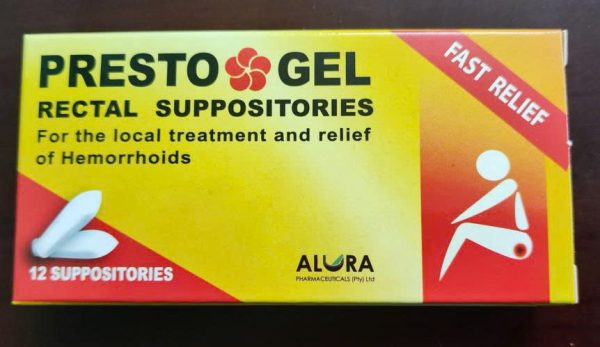 PRESTO GEL
RECTAL SUPPOSITORIES
For the local treatment and relief
of Hemorrhoids
FAST RELIEF
12 SUPPOSITORIES
ALURA
PHARMACEUTICALS (Pty) Ltd